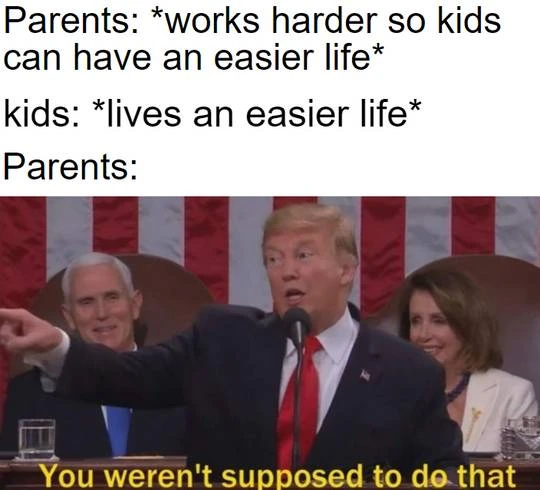 Parents: *works harder so kids
can have an easier life*
kids: *lives an easier life*
Parents:
You weren't supposed to do that